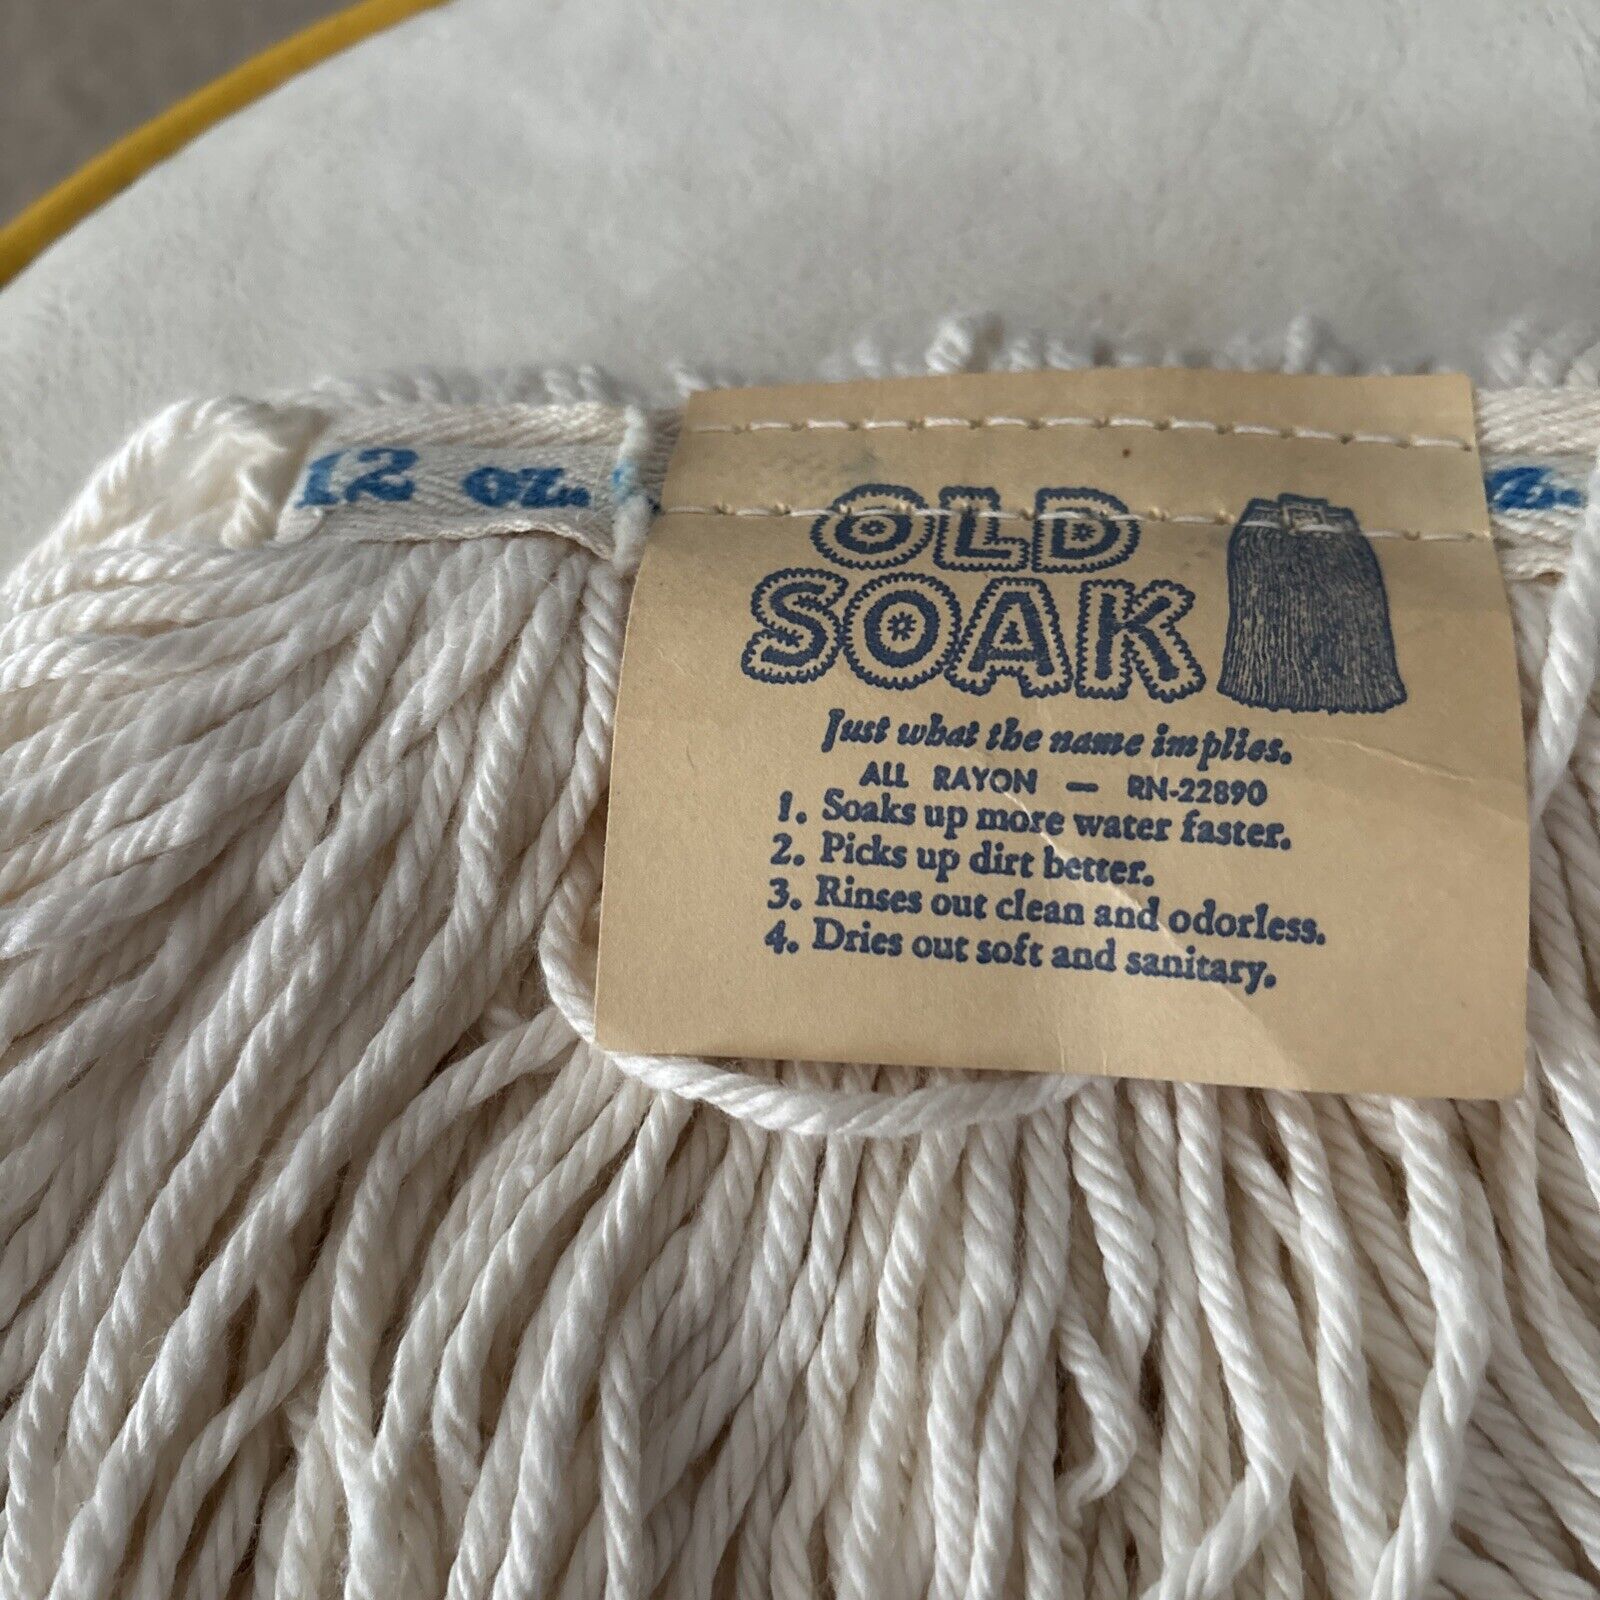 12 oz.
z.
OLD
SOAK
Just what the name implies.
ALL RAYON — RN-22890
1. Soaks up more water faster.
2. Picks up dirt better.
3. Rinses out clean and odorless.
4. Dries out soft and sanitary.